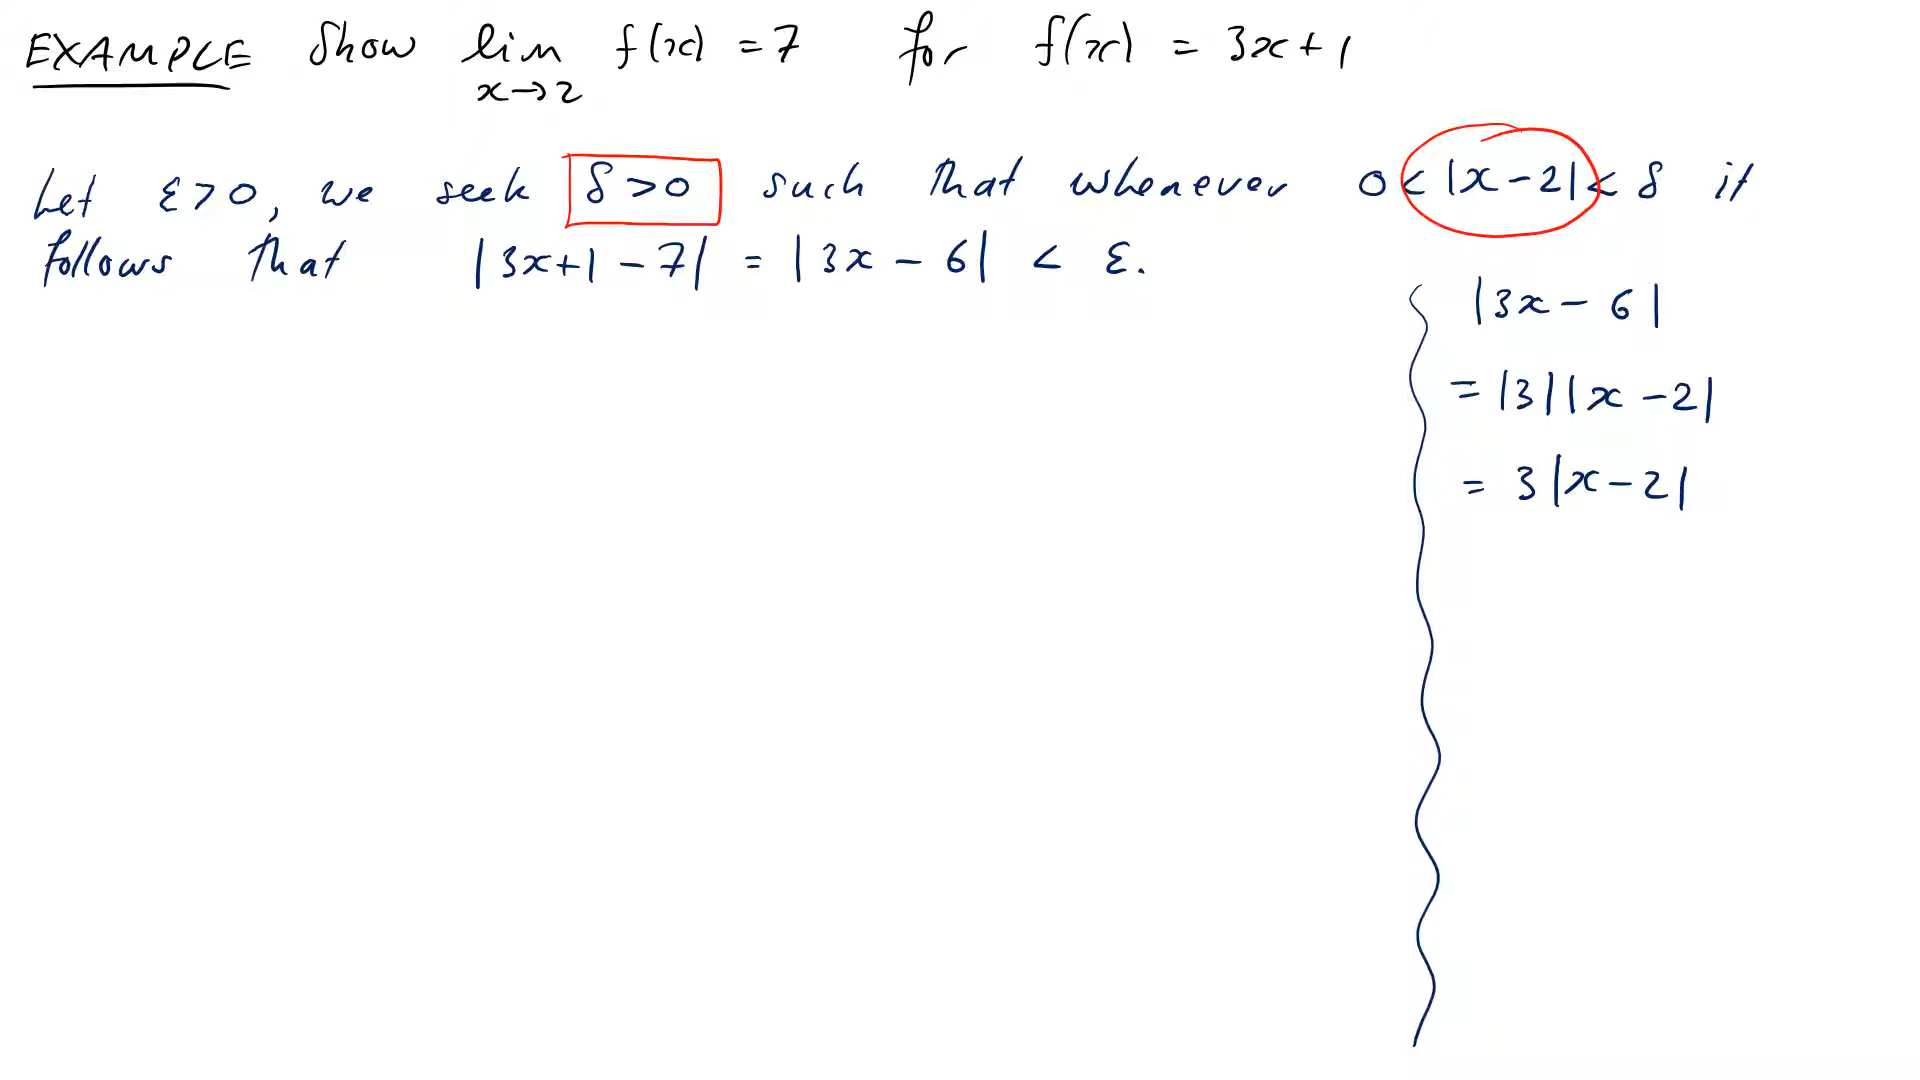 EXAMPLE Show lim f(x) = 7 for f(x) = 3x+1
x→2
Let ε>0, we seek δ>0 such that whenever 0<|x-2|<δ it
follows that |3x+1-7| = |3x-6| < ε.
|3x-6|
= |3||x-2|
= 3|x-2|